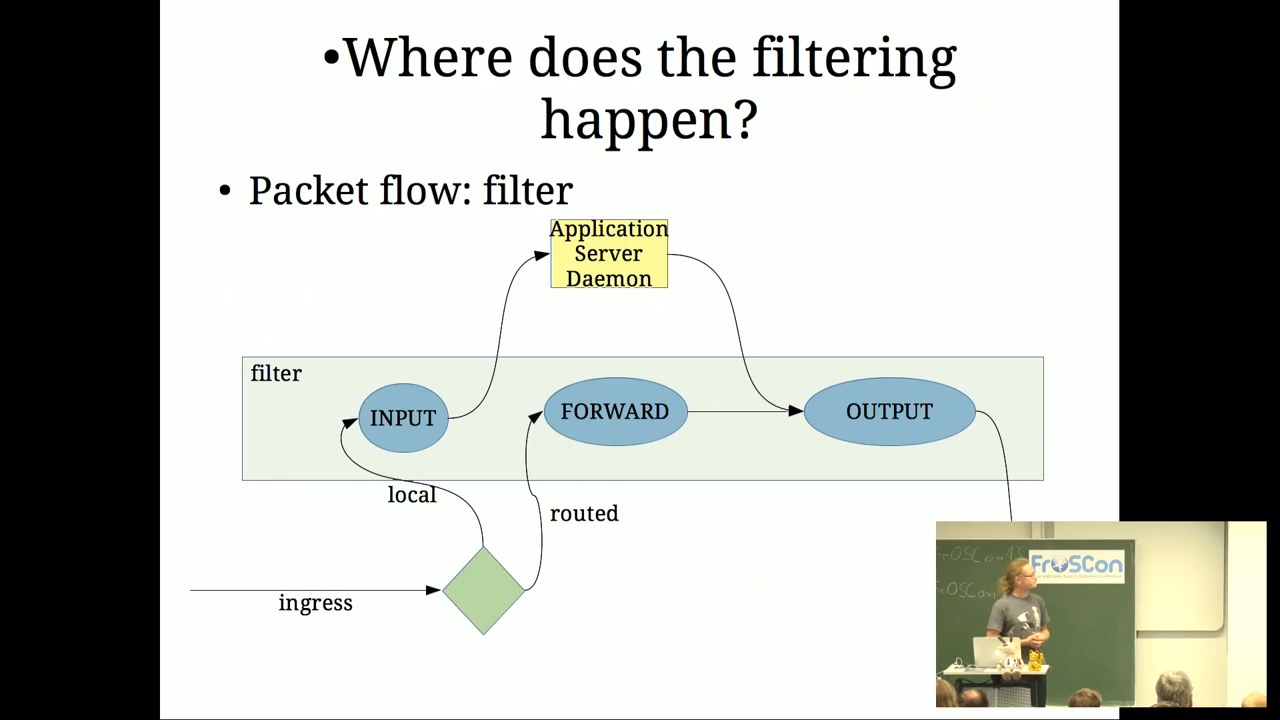 •Where does the filtering
happen?
• Packet flow: filter
Application
Server
Daemon
filter
INPUT
FORWARD
OUTPUT
local
routed
ingress
FrOSCon